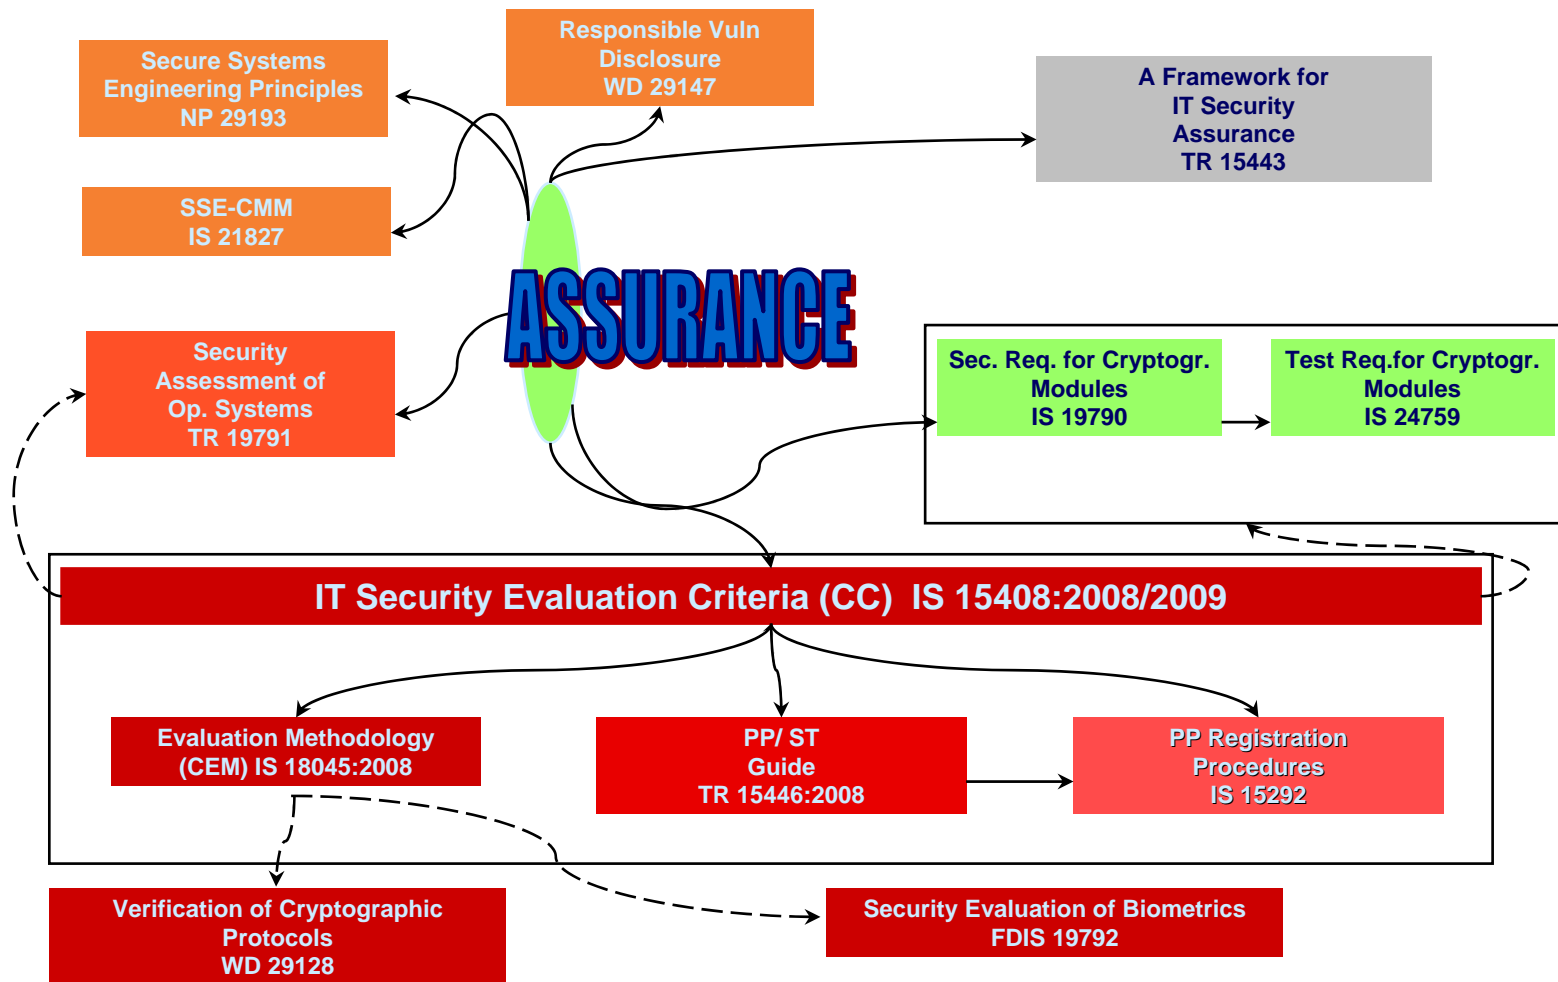 Responsible Vuln
Disclosure
WD 29147
Secure Systems
Engineering Principles
NP 29193
A Framework for
IT Security
Assurance
TR 15443
SSE-CMM
IS 21827
ASSURANCE
Security
Assessment of
Op. Systems
TR 19791
Sec. Req. for Cryptogr.
Modules
IS 19790
Test Req.for Cryptogr.
Modules
IS 24759
IT Security Evaluation Criteria (CC)  IS 15408:2008/2009
Evaluation Methodology
(CEM) IS 18045:2008
PP/ ST
Guide
TR 15446:2008
PP Registration
Procedures
IS 15292
Verification of Cryptographic
Protocols
WD 29128
Security Evaluation of Biometrics
FDIS 19792